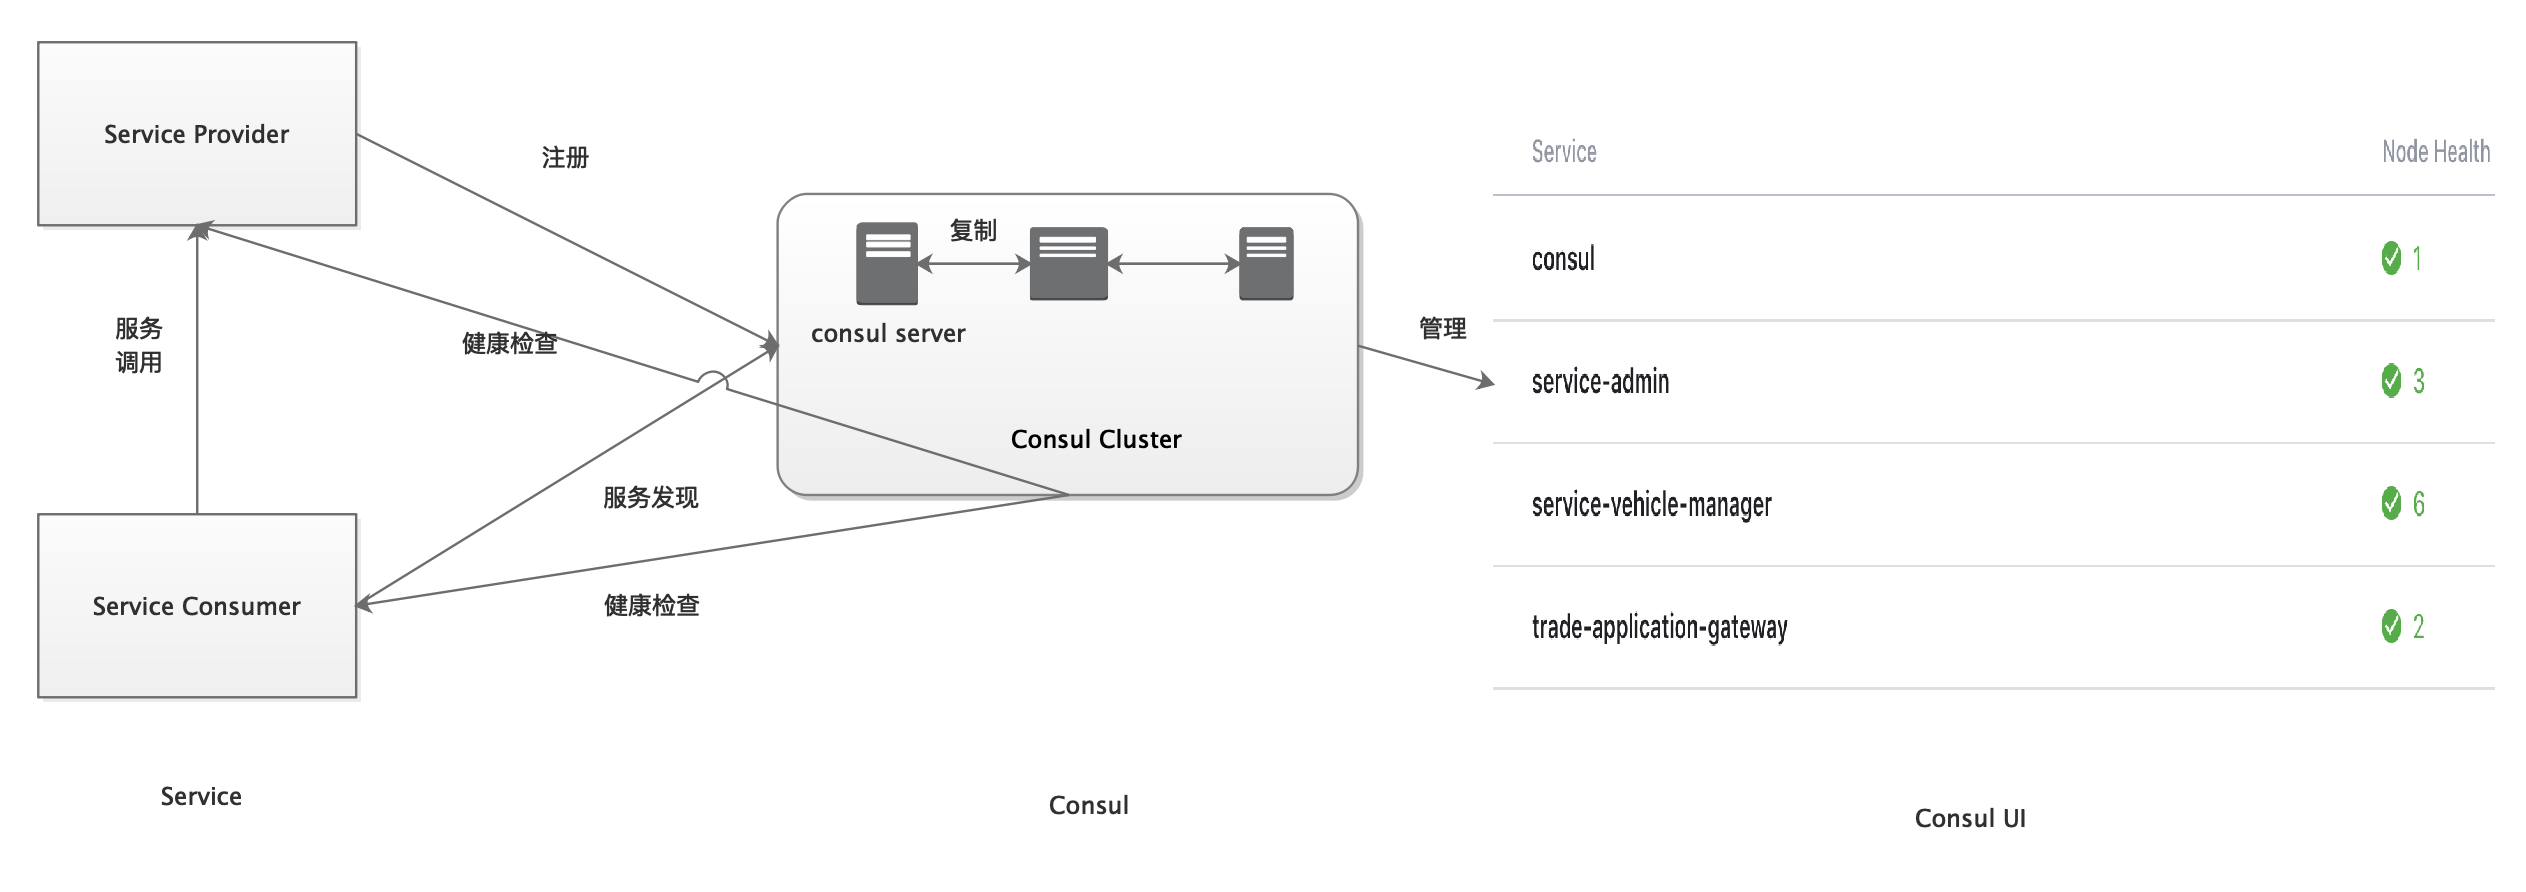 Service Provider
注册
服务
调用
健康检查
服务发现
健康检查
Service Consumer
Service
复制
consul server
Consul Cluster
Consul
管理
Service Node Health
consul 1
service-admin 3
service-vehicle-manager 6
trade-application-gateway 2
Consul UI